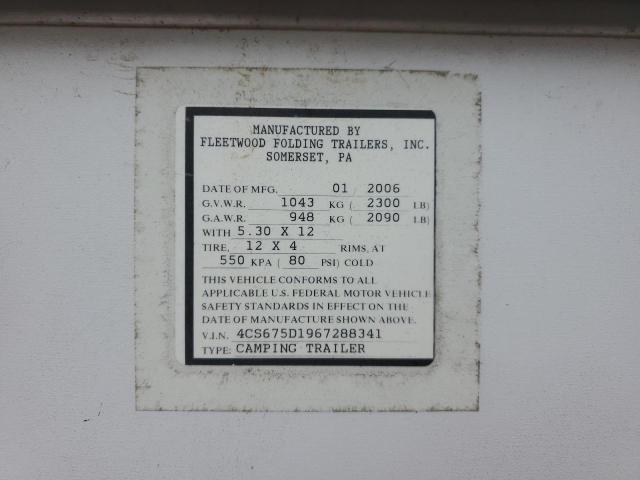 MANUFACTURED BY
FLEETWOOD FOLDING TRAILERS, INC.
SOMERSET, PA
DATE OF MFG. 01 / 2006
G.V.W.R. 1043 KG ( 2300 LB)
G.A.W.R. 948 KG ( 2090 LB)
WITH 5.30 X 12
TIRE, 12 X 4 RIMS, AT
550 KPA ( 80 PSI) COLD
THIS VEHICLE CONFORMS TO ALL
APPLICABLE U.S. FEDERAL MOTOR VEHICLE
SAFETY STANDARDS IN EFFECT ON THE
DATE OF MANUFACTURE SHOWN ABOVE.
V.I.N. 4CS675D1967288341
TYPE: CAMPING TRAILER